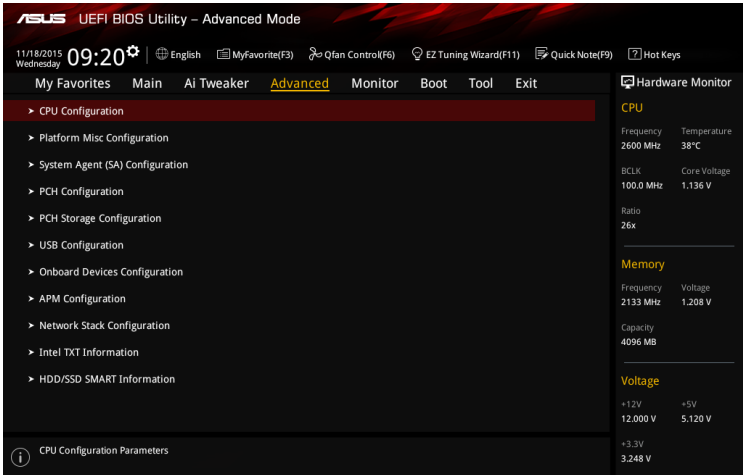 ASUS UEFI BIOS Utility – Advanced Mode
11/18/2015
Wednesday
09:20
English MyFavorite(F3) Qfan Control(F6) EZ Tuning Wizard(F11) Quick Note(F9) ? Hot Keys
My Favorites Main Ai Tweaker Advanced Monitor Boot Tool Exit
CPU Configuration
Platform Misc Configuration
System Agent (SA) Configuration
PCH Configuration
PCH Storage Configuration
USB Configuration
Onboard Devices Configuration
APM Configuration
Network Stack Configuration
Intel TXT Information
HDD/SSD SMART Information
CPU Configuration Parameters
Hardware Monitor
CPU
Frequency Temperature
2600 MHz 38°C
BCLK Core Voltage
100.0 MHz 1.136 V
Ratio
26x
Memory
Frequency Voltage
2133 MHz 1.208 V
Capacity
4096 MB
Voltage
+12V +5V
12.000 V 5.120 V
+3.3V
3.248 V